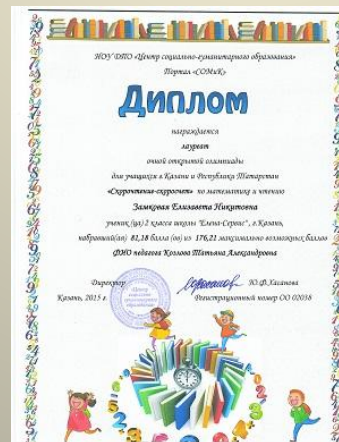 НОУ ДПО «Центр социально-гуманитарного образования»
Портал «СОМиК»
Диплом
награждается
лауреат
очной открытой олимпиады
для учащихся г.Казани и Республики Татарстан
«Скорочтение-скоросчет» по математике и чтению
Замковая Елизавета Никитовна
ученик (ца) 2 класса школы "Елена-Сервис", г.Казань,
набравший(ая) 81,18 балла (ов) из 176,21 максимально возможных баллов
ФИО педагога Козлова Татьяна Александровна
Директор Ю.Ф.Хасанова
Казань, 2015 г. Регистрационный номер ОО 02038